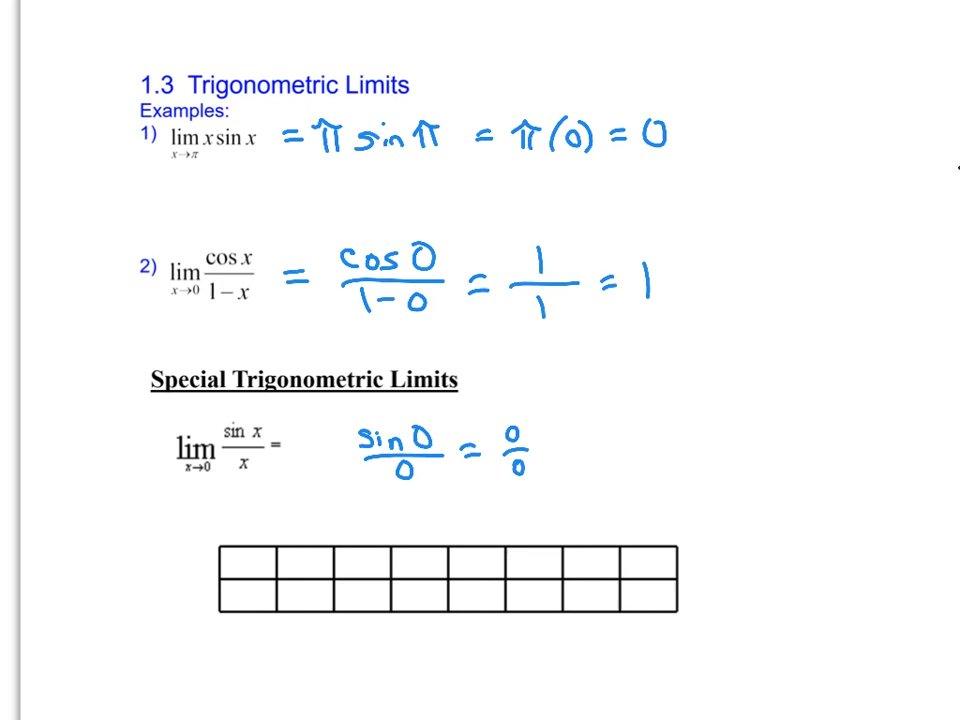 1.3 Trigonometric Limits
Examples:
1) lim x→π x sin x = π sin π = π (0) = 0
2) lim x→0 cos x / 1 − x = cos 0 / 1 − 0 = 1 / 1 = 1
Special Trigonometric Limits
lim x→0 sin x / x = sin 0 / 0 = 0 / 0